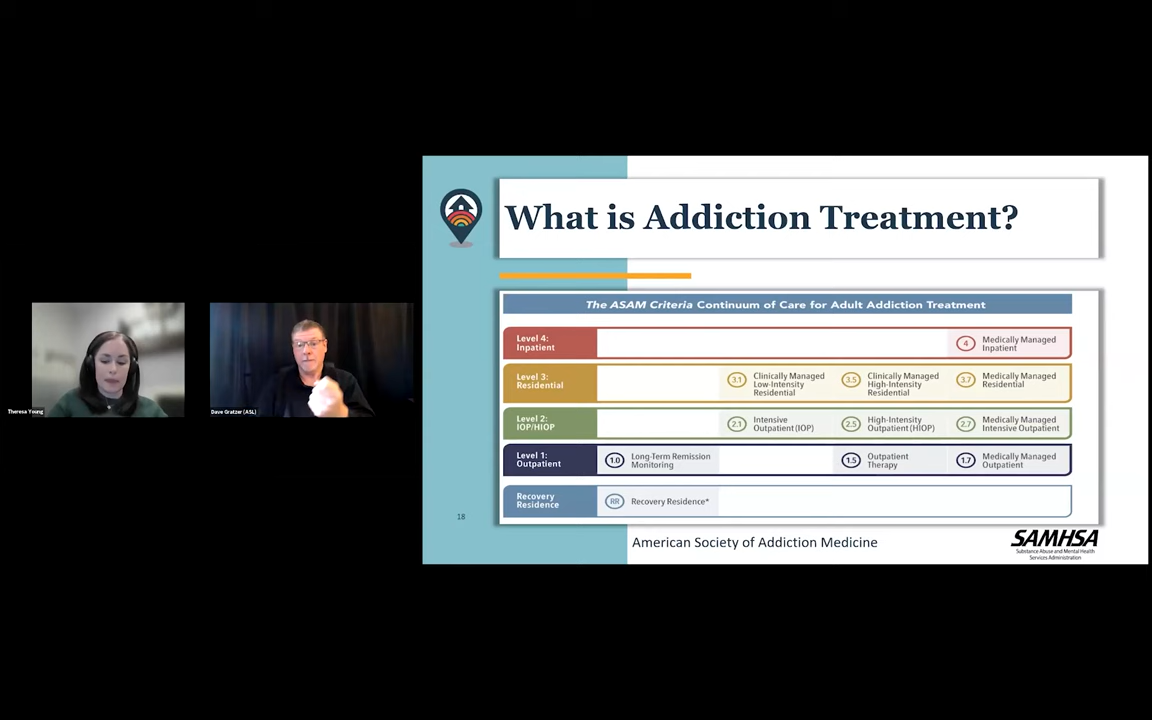 What is Addiction Treatment?
The ASAM Criteria Continuum of Care for Adult Addiction Treatment
Level 4:
Inpatient
4
Medically Managed
Inpatient
Level 3:
Residential
3.1
Clinically Managed
Low-Intensity
Residential
3.5
Clinically Managed
High-Intensity
Residential
3.7
Medically Managed
Residential
Level 2:
IOP/HIOP
2.1
Intensive
Outpatient (IOP)
2.5
High-Intensity
Outpatient (HIOP)
2.7
Medically Managed
Intensive Outpatient
Level 1:
Outpatient
1.0
Long-Term Remission
Monitoring
1.5
Outpatient
Therapy
1.7
Medically Managed
Outpatient
Recovery
Residence
RR
Recovery Residence*
18
American Society of Addiction Medicine
SAMHSA
Substance Abuse and Mental Health
Services Administration
Theresa Young
Dave Gratzer (ASL)